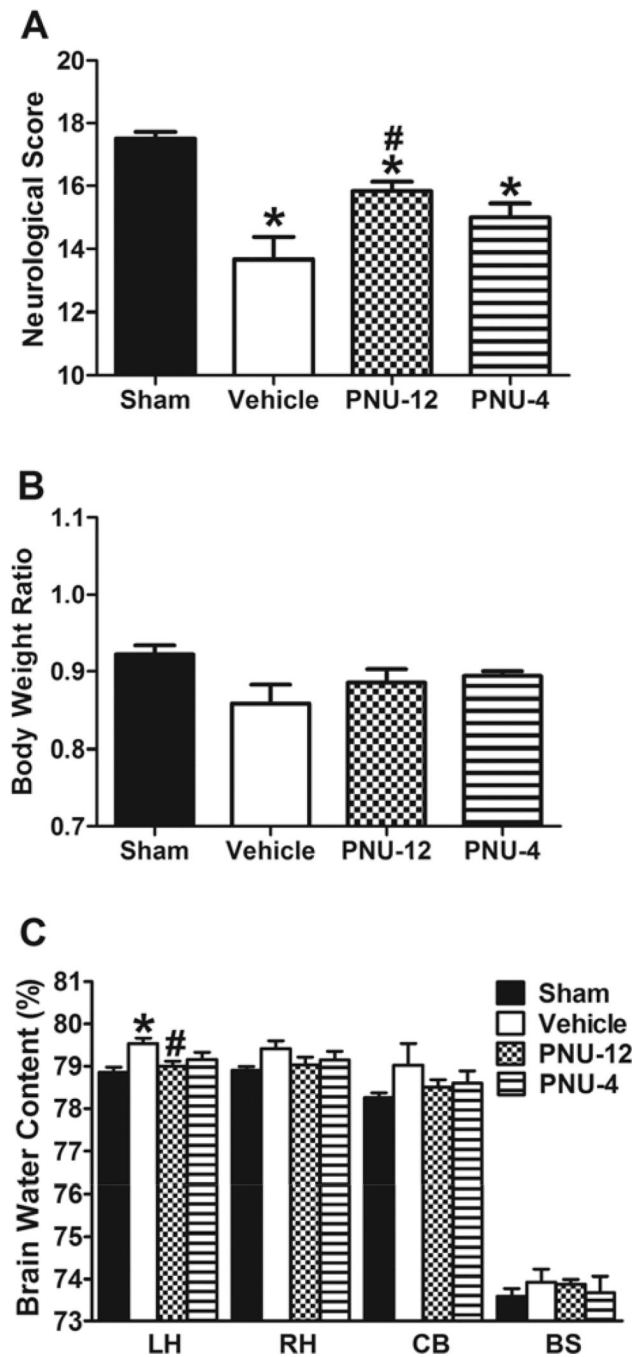 A
Neurological Score
20
18
16
14
12
10
*
#
*
*
Sham Vehicle PNU-12 PNU-4
B
Body Weight Ratio
1.1
1.0
0.9
0.8
0.7
Sham Vehicle PNU-12 PNU-4
C
Brain Water Content (%)
81
80
79
78
77
76
75
74
73
*
#
Sham
Vehicle
PNU-12
PNU-4
LH RH CB BS